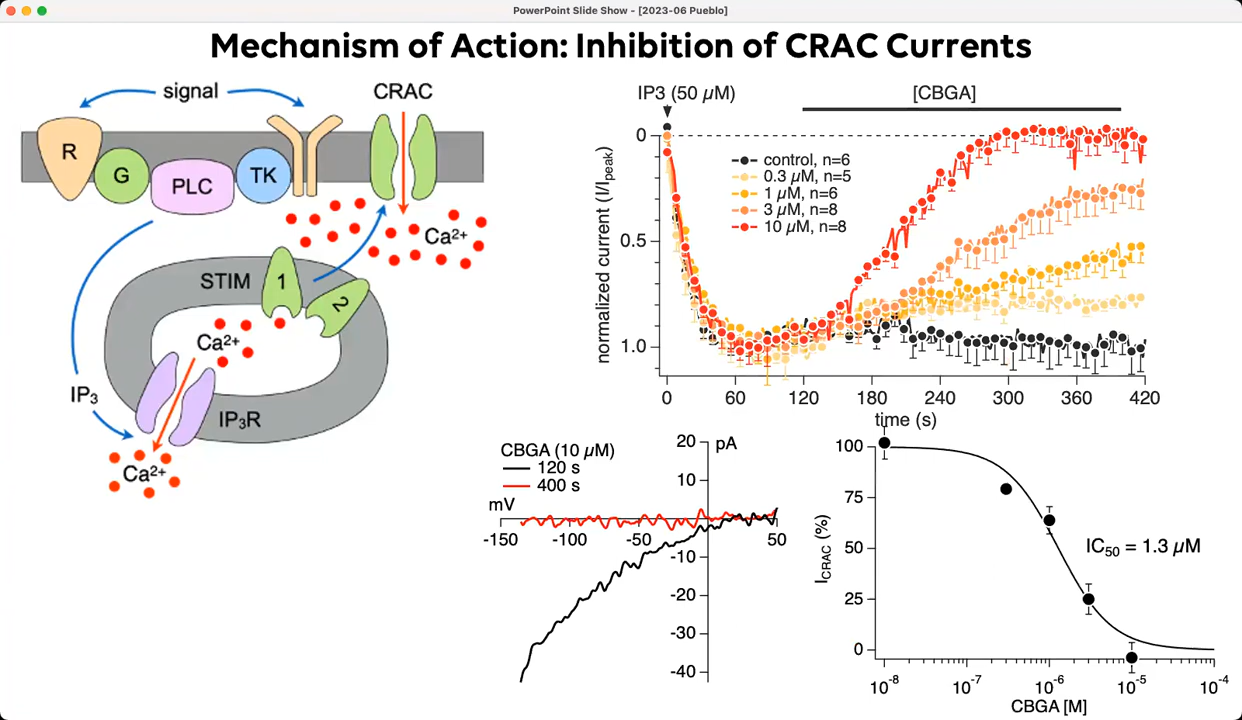 PowerPoint Slide Show - [2023-06 Pueblo]
Mechanism of Action: Inhibition of CRAC Currents
signal
CRAC
R
G
PLC
TK
Ca²⁺
STIM
1
2
Ca²⁺
IP₃
IP₃R
Ca²⁺
IP3 (50 µM)
[CBGA]
normalized current (I/I_peak)
0
0.5
1.0
control, n=6
0.3 µM, n=5
1 µM, n=6
3 µM, n=8
10 µM, n=8
0 60 120 180 240 300 360 420
time (s)
CBGA (10 µM)
120 s
400 s
mV
pA
20
10
-150 -100 -50 50
-10
-20
-30
-40
I_CRAC (%)
100
75
50
25
0
IC₅₀ = 1.3 µM
10⁻⁸ 10⁻⁷ 10⁻⁶ 10⁻⁵ 10⁻⁴
CBGA [M]